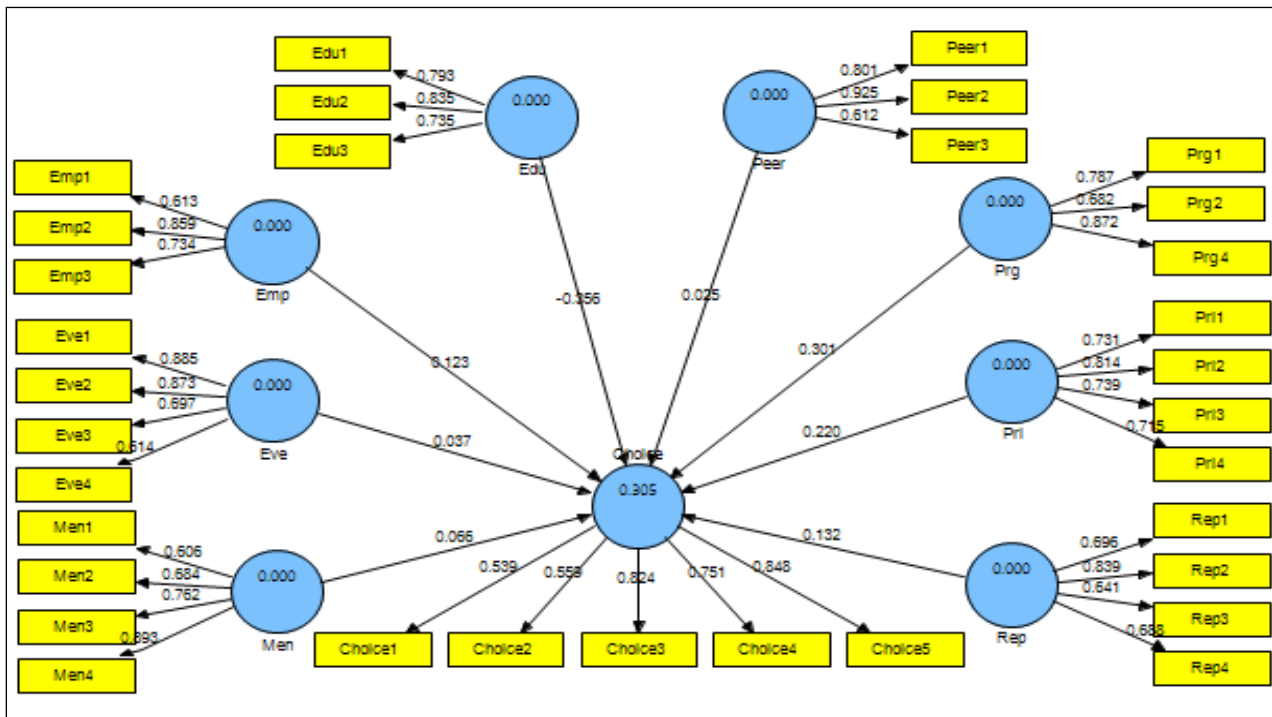 Edu1
0.793
Edu2
0.835
Edu3
0.735
0.000
Edu
Peer1
0.801
Peer2
0.925
Peer3
0.612
0.000
Peer
Emp1
0.613
Emp2
0.859
Emp3
0.734
0.000
Emp
Prg1
0.787
Prg2
0.682
Prg4
0.872
0.000
Prg
-0.356
0.025
0.123
0.301
Eve1
0.885
Eve2
0.873
Eve3
0.697
Eve4
0.614
0.000
Eve
0.037
PrI1
0.731
PrI2
0.814
PrI3
0.739
PrI4
0.715
0.000
PrI
0.220
Choice
0.305
Men1
0.606
Men2
0.684
Men3
0.762
Men4
0.893
0.000
Men
0.066
Rep1
0.696
Rep2
0.839
Rep3
0.641
Rep4
0.688
0.000
Rep
0.132
0.539
0.559
0.824
0.751
0.848
Choice1
Choice2
Choice3
Choice4
Choice5